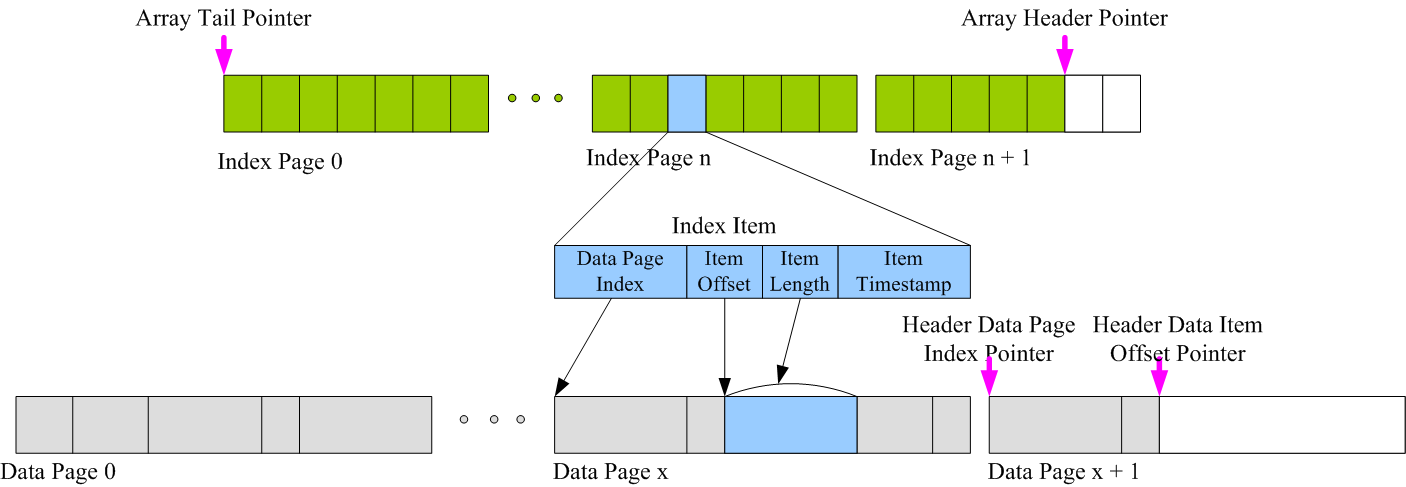 Array Tail Pointer
Array Header Pointer
Index Page 0
Index Page n
Index Page n + 1
Index Item
Data Page
Index
Item
Offset
Item
Length
Item
Timestamp
Header Data Page
Index Pointer
Header Data Item
Offset Pointer
Data Page 0
Data Page x
Data Page x + 1